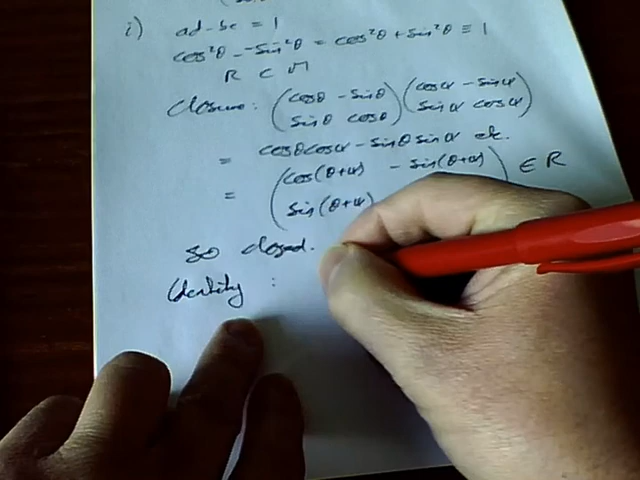 i) ad-bc = 1
cos²θ - -sin²θ = cos²θ + sin²θ ≡ 1
R ⊂ M
Closure: (cosθ -sinθ)(cosα -sinα)
(sinθ cosθ)(sinα cosα)
= cosθcosα - sinθ sinα etc.
= (cos(θ+α) -sin(θ+α)) ∈ R
(sin(θ+α)
so closed.
Identity :